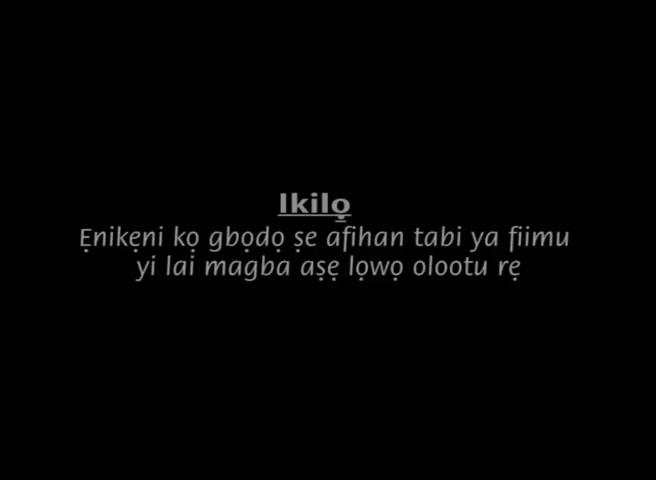 Ikilọ
Ẹnikẹni kọ gbọdọ ṣe afihan tabi ya fiimu
yi lai magba aṣẹ lọwọ olootu rẹ